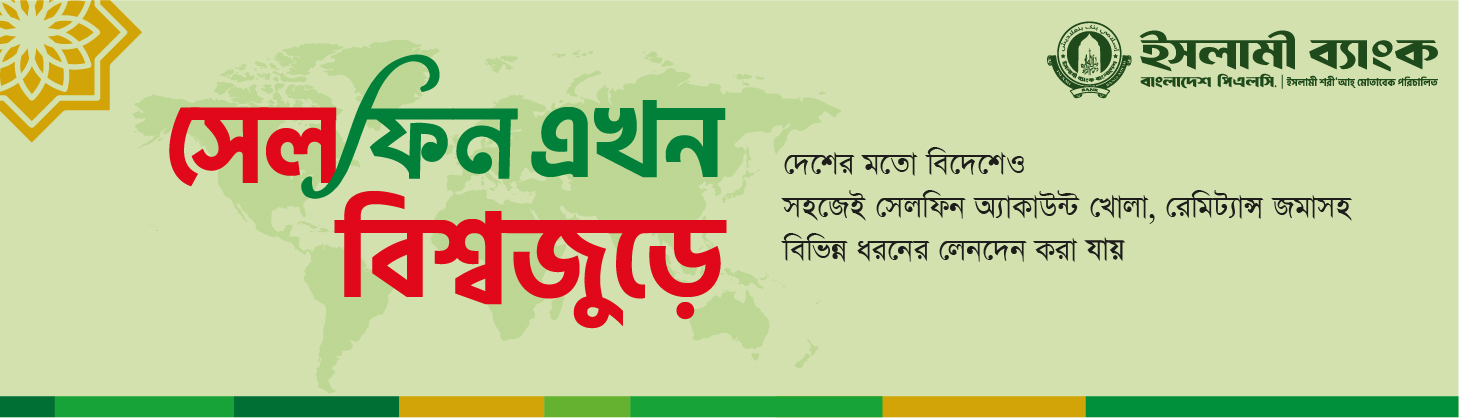 সেলফিন এখন
বিশ্বজুড়ে
ইসলামী ব্যাংক
বাংলাদেশ পিএলসি. | ইসলামী শরী'আহ্ মোতাবেক পরিচালিত
দেশের মতো বিদেশেও
সহজেই সেলফিন অ্যাকাউন্ট খোলা, রেমিট্যান্স জমাসহ
বিভিন্ন ধরনের লেনদেন করা যায়